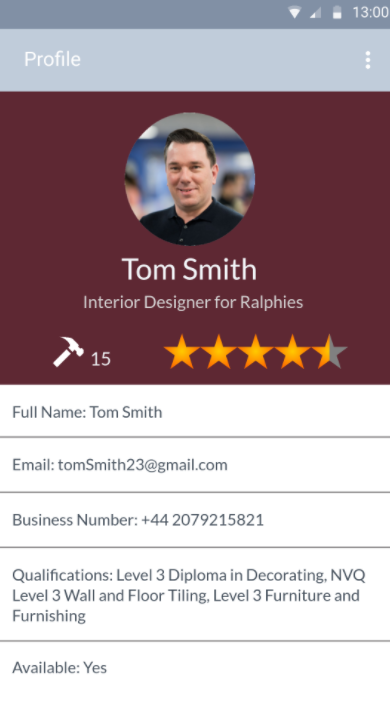 13:00
Profile
Tom Smith
Interior Designer for Ralphies
15
Full Name: Tom Smith
Email: tomSmith23@gmail.com
Business Number: +44 2079215821
Qualifications: Level 3 Diploma in Decorating, NVQ
Level 3 Wall and Floor Tiling, Level 3 Furniture and
Furnishing
Available: Yes